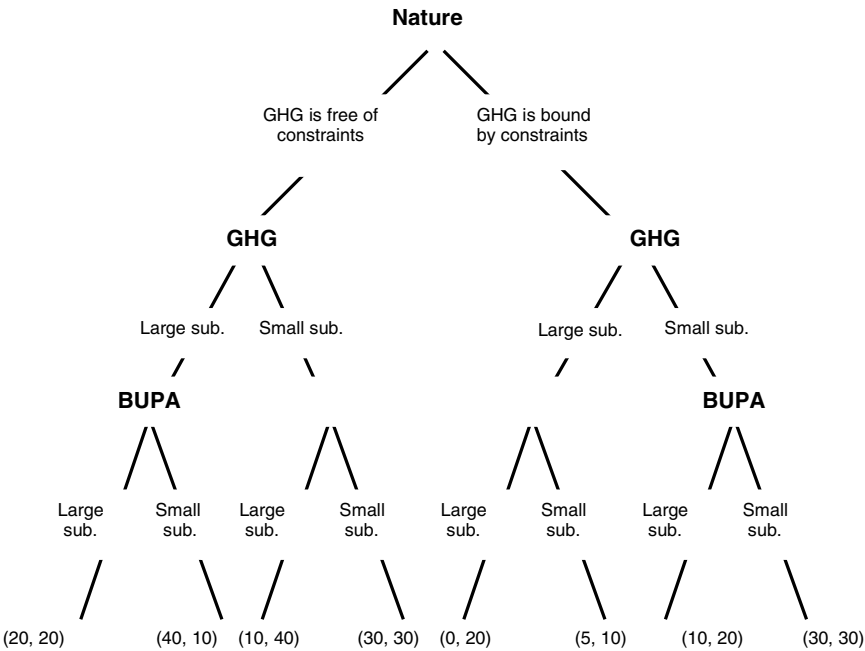 Nature
GHG is free of
constraints
GHG is bound
by constraints
GHG
GHG
Large sub.
Small sub.
Large sub.
Small sub.
BUPA
BUPA
Large
sub.
Small
sub.
Large
sub.
Small
sub.
Large
sub.
Small
sub.
Large
sub.
Small
sub.
(20, 20)
(40, 10)
(10, 40)
(30, 30)
(0, 20)
(5, 10)
(10, 20)
(30, 30)